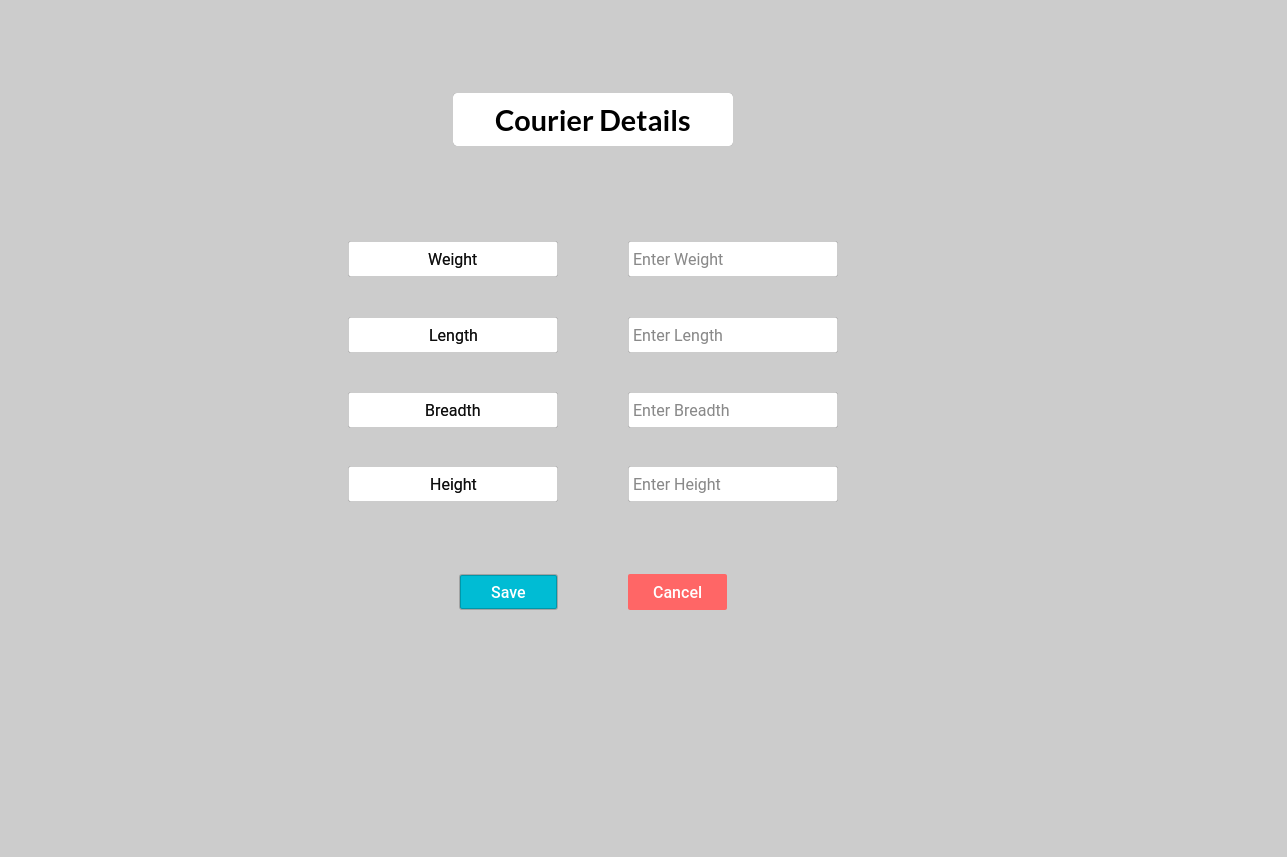 Courier Details
Weight
Enter Weight
Length
Enter Length
Breadth
Enter Breadth
Height
Enter Height
Save
Cancel